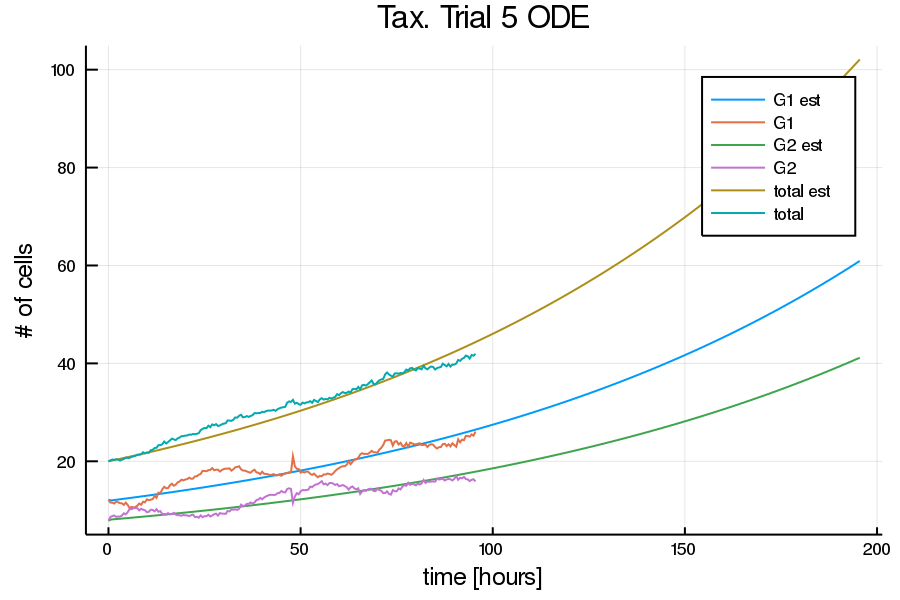 Tax. Trial 5 ODE
# of cells
100
80
60
40
20
0
50
100
150
200
time [hours]
G1 est
G1
G2 est
G2
total est
total